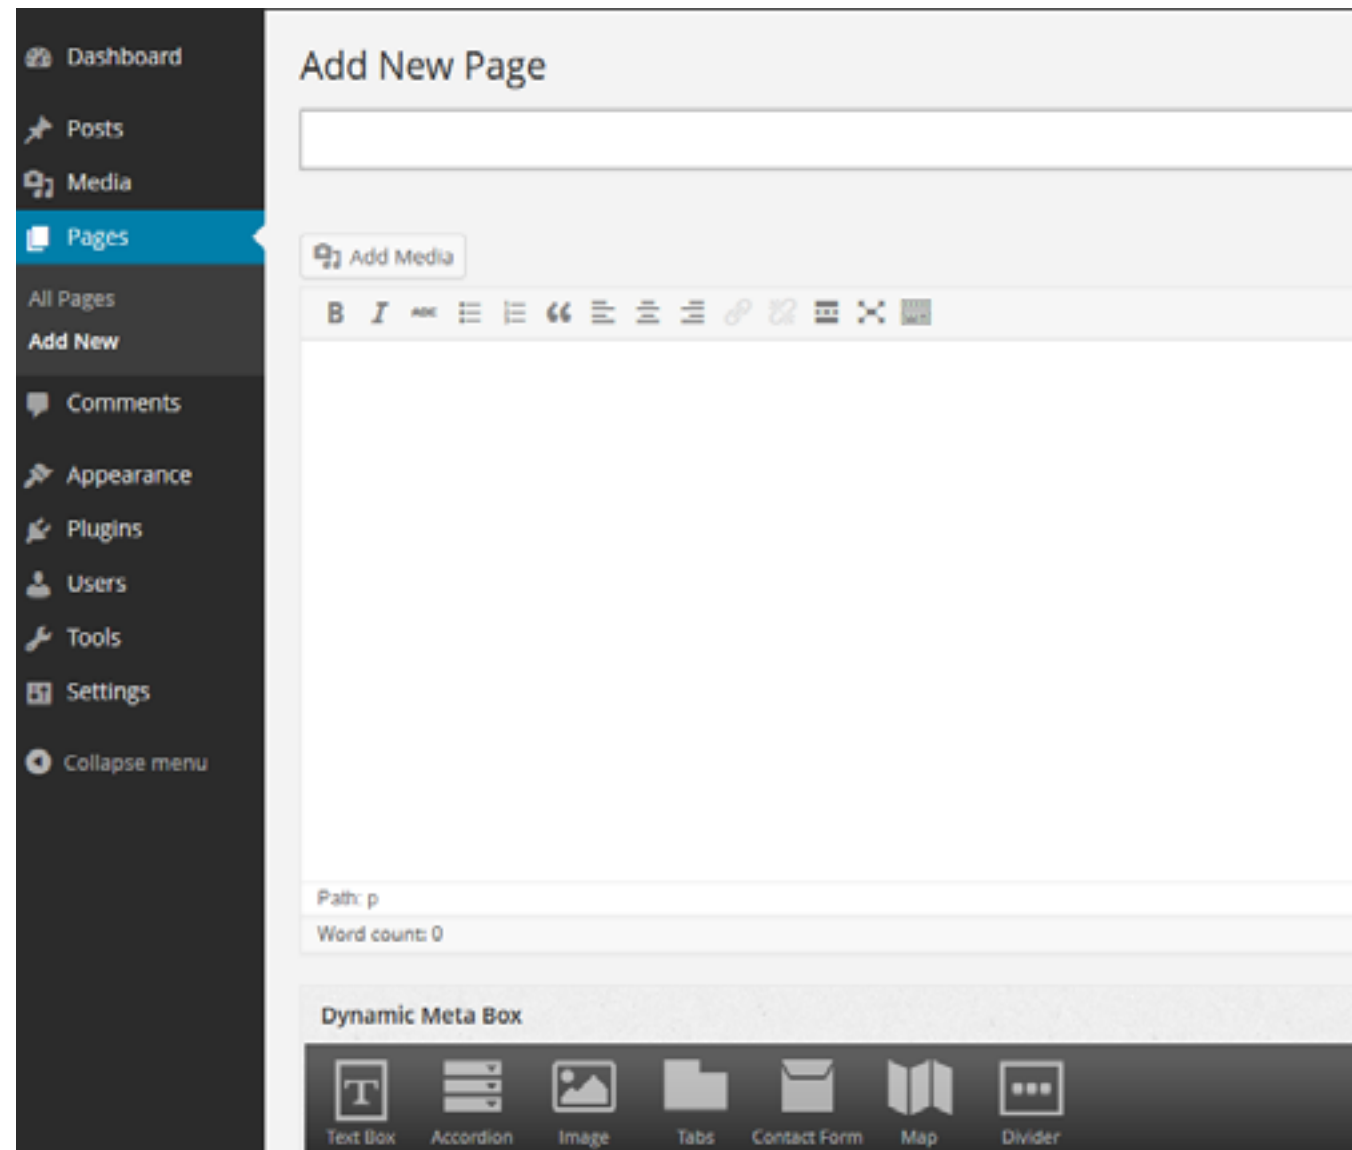 Dashboard
Posts
Media
Pages
All Pages
Add New
Comments
Appearance
Plugins
Users
Tools
Settings
Collapse menu
Add New Page
Add Media
B I ABC
Path: p
Word count: 0
Dynamic Meta Box
Text Box Accordion Image Tabs Contact Form Map Divider